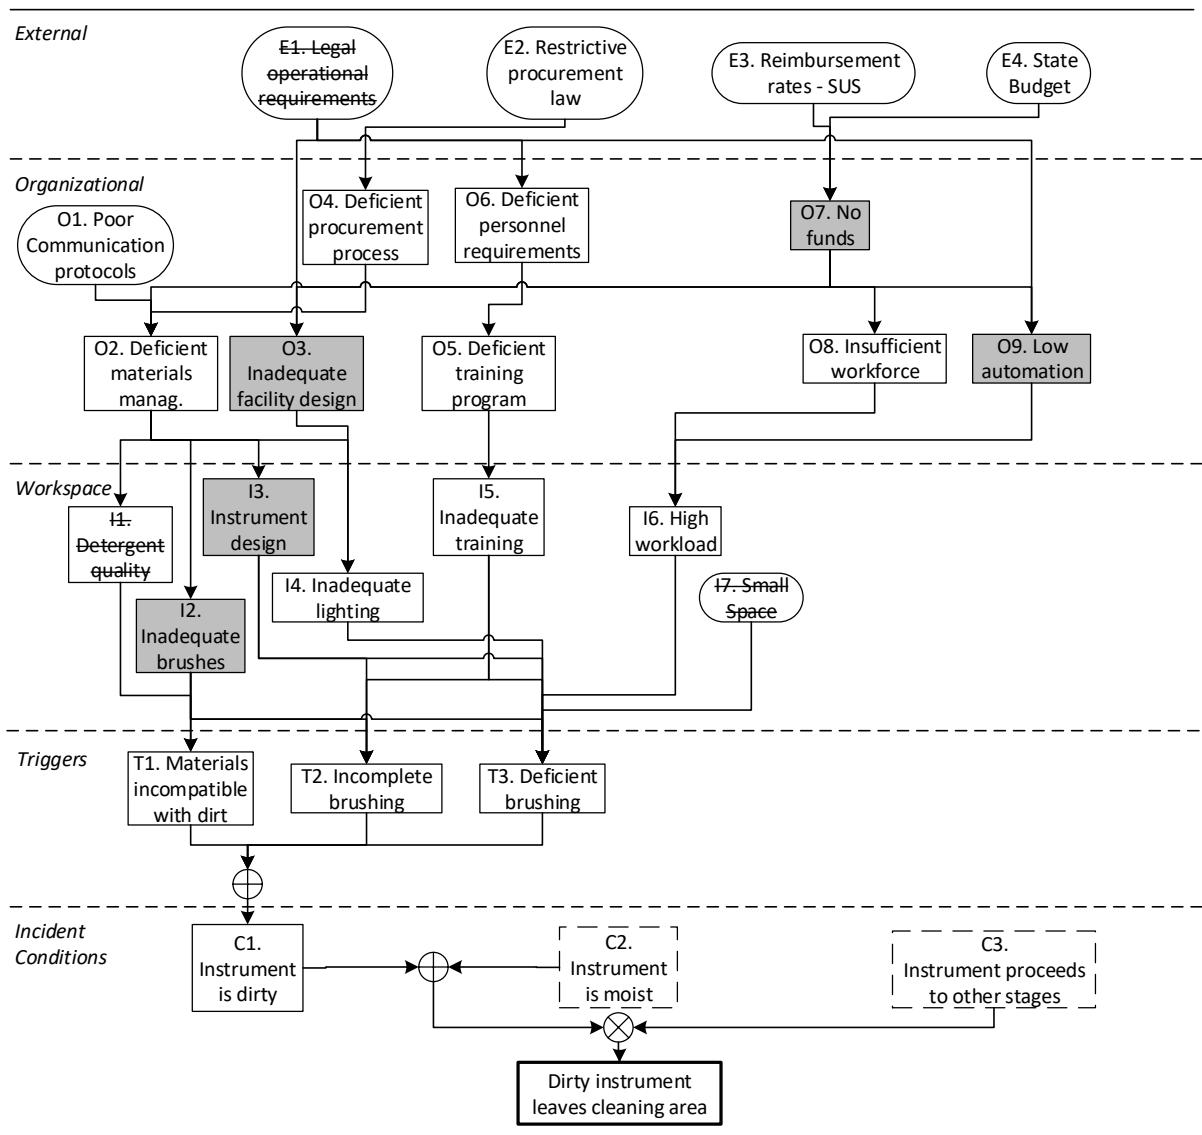 External
E1. Legal
operational
requirements
E2. Restrictive
procurement
law
E3. Reimbursement
rates - SUS
E4. State
Budget
Organizational
O1. Poor
Communication
protocols
O4. Deficient
procurement
process
O6. Deficient
personnel
requirements
O7. No
funds
O2. Deficient
materials
manag.
O3.
Inadequate
facility design
O5. Deficient
training
program
O8. Insufficient
workforce
O9. Low
automation
Workspace
I1.
Detergent
quality
I3.
Instrument
design
I5.
Inadequate
training
I6. High
workload
I4. Inadequate
lighting
I7. Small
Space
I2.
Inadequate
brushes
Triggers
T1. Materials
incompatible
with dirt
T2. Incomplete
brushing
T3. Deficient
brushing
Incident
Conditions
C1.
Instrument
is dirty
C2.
Instrument
is moist
C3.
Instrument proceeds
to other stages
Dirty instrument
leaves cleaning area